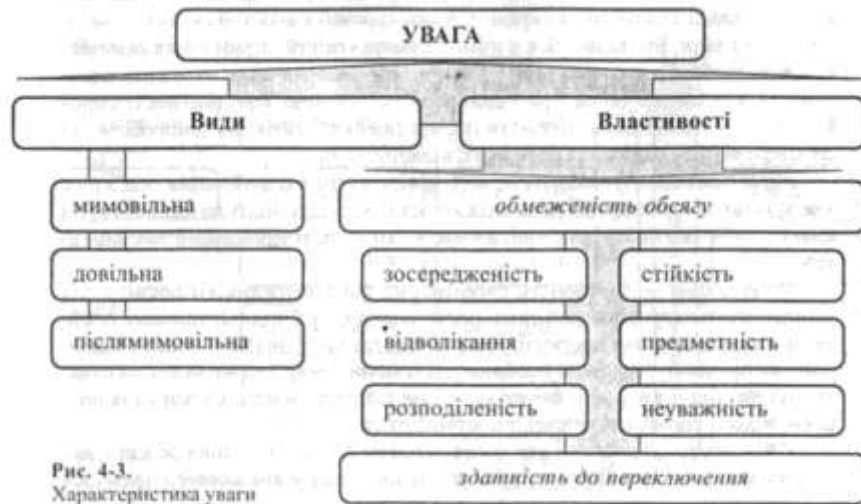 УВАГА
Види
Властивості
мимовільна
обмеженість обсягу
довільна
зосередженість
стійкість
післямимовільна
відволікання
предметність
розподіленість
неуважність
здатність до переключення
Рис. 4-3.
Характеристика уваги